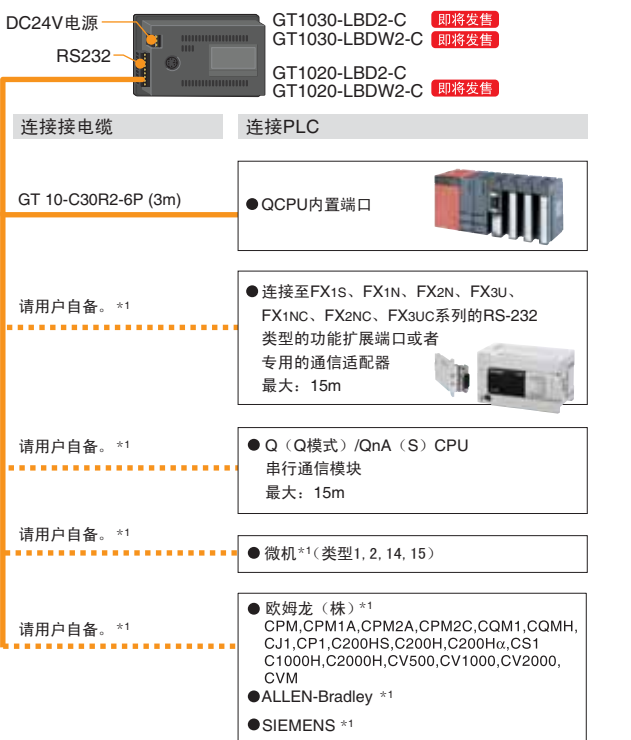 DC24V电源
RS232
GT1030-LBD2-C 即将发售
GT1030-LBDW2-C 即将发售
GT1020-LBD2-C
GT1020-LBDW2-C 即将发售
连接接电缆
连接PLC
GT 10-C30R2-6P (3m)
●QCPU内置端口
请用户自备。*1
●连接至FX1S、FX1N、FX2N、FX3U、
FX1NC、FX2NC、FX3UC系列的RS-232
类型的功能扩展端口或者
专用的通信适配器
最大：15m
请用户自备。*1
● Q（Q模式）/QnA（S）CPU
串行通信模块
最大：15m
请用户自备。*1
● 微机*1（类型1, 2, 14, 15）
请用户自备。*1
● 欧姆龙（株）*1
CPM,CPM1A,CPM2A,CPM2C,CQM1,CQMH,
CJ1,CP1,C200HS,C200H,C200Hα,CS1
C1000H,C2000H,CV500,CV1000,CV2000,
CVM
●ALLEN-Bradley *1
●SIEMENS *1